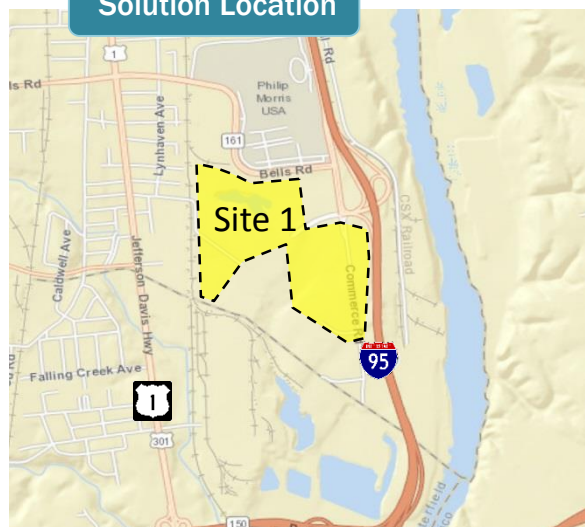 Solution Location
1
ls Rd
Philip
Morris
USA
Lynhaven Ave
161
Bells Rd
Site 1
CSX Railroad
Caldwell Ave
Jefferson Davis Hwy
Commerce R
95
Falling Creek Ave
1
301
150